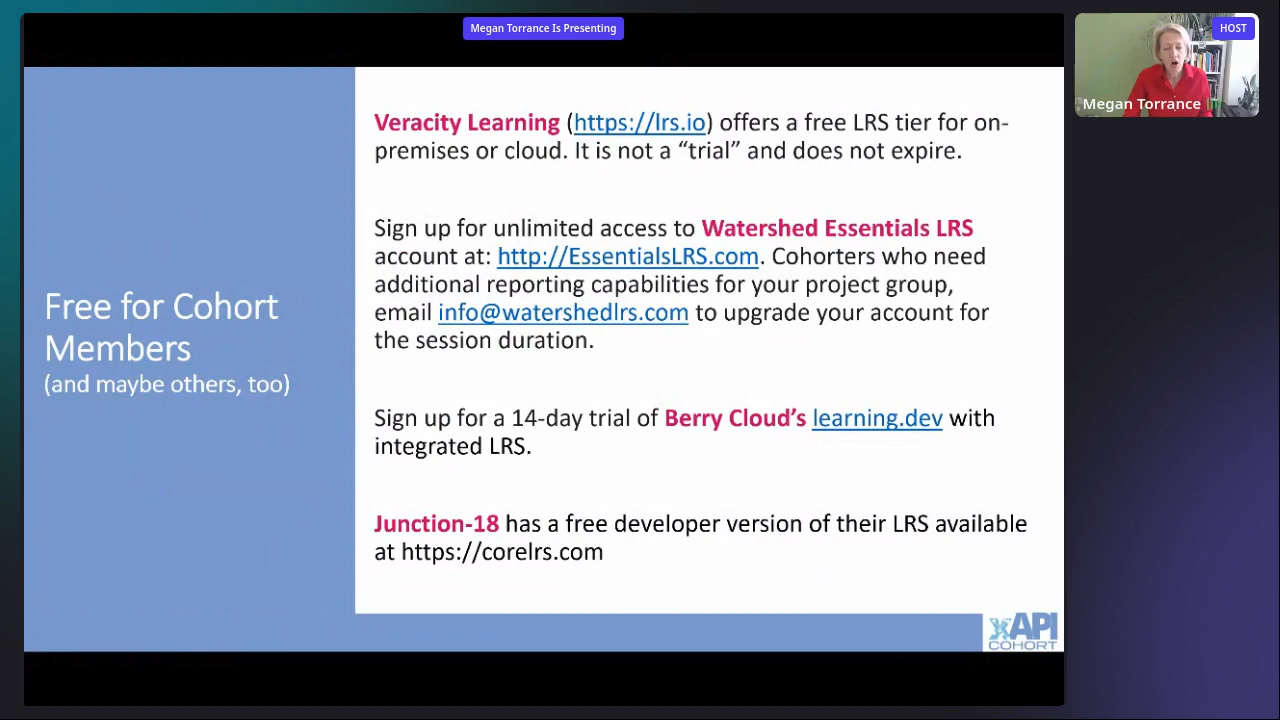 Megan Torrance Is Presenting
HOST
Megan Torrance
Veracity Learning (https://lrs.io) offers a free LRS tier for on-
premises or cloud. It is not a “trial” and does not expire.
Sign up for unlimited access to Watershed Essentials LRS
account at: http://EssentialsLRS.com. Cohorters who need
additional reporting capabilities for your project group,
email info@watershedlrs.com to upgrade your account for
the session duration.
Free for Cohort
Members
(and maybe others, too)
Sign up for a 14-day trial of Berry Cloud’s learning.dev with
integrated LRS.
Junction-18 has a free developer version of their LRS available
at https://corelrs.com
xAPI
COHORT